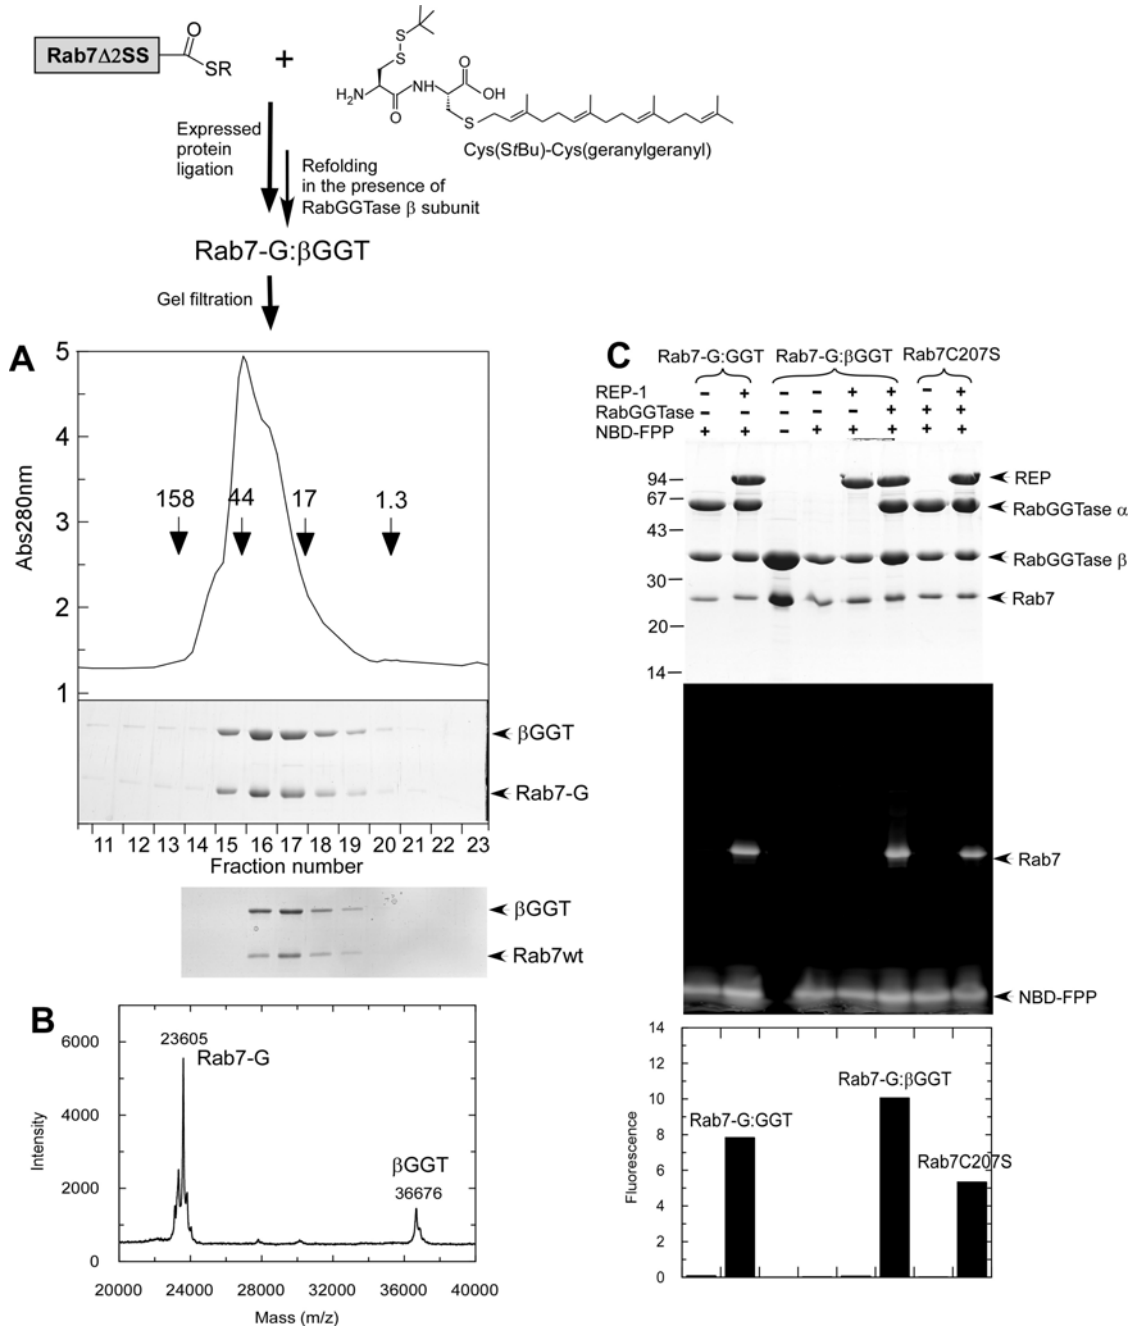 Rab7Δ2SS
O
SR
+
S
S
H₂N
O
NH
O
OH
S
Cys(StBu)-Cys(geranylgeranyl)
Expressed
protein
ligation
Refolding
in the presence of
RabGGTase β subunit
Rab7-G:βGGT
Gel filtration
A
5
4
3
2
1
Abs280nm
158
44
17
1.3
βGGT
Rab7-G
11 12 13 14 15 16 17 18 19 20 21 22 23
Fraction number
βGGT
Rab7wt
B
6000
4000
2000
0
Intensity
23605
Rab7-G
βGGT
36676
20000 24000 28000 32000 36000 40000
Mass (m/z)
C
Rab7-G:GGT Rab7-G:βGGT Rab7C207S
REP-1 - + - - + + - +
RabGGTase - - - - - + + +
NBD-FPP + + - + + + + +
94
67
43
30
20
14
REP
RabGGTase α
RabGGTase β
Rab7
Rab7
NBD-FPP
14
12
10
8
6
4
2
0
Fluorescence
Rab7-G:GGT
Rab7-G:βGGT
Rab7C207S